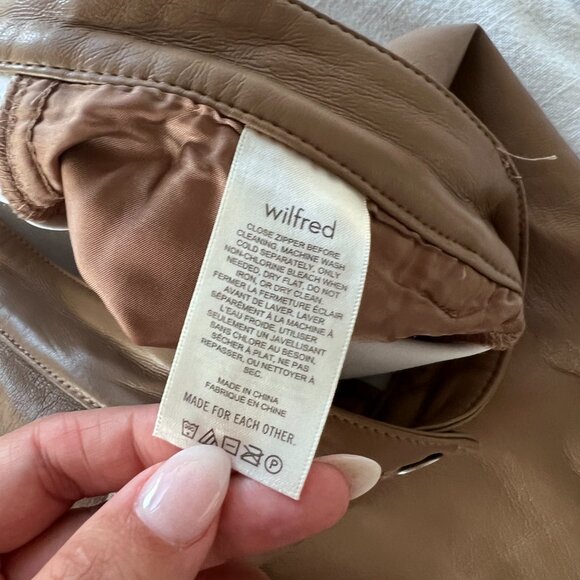 wilfred
CLOSE ZIPPER BEFORE
CLEANING. MACHINE WASH
COLD SEPARATELY. ONLY
NON-CHLORINE BLEACH WHEN
NEEDED, DRY FLAT. DO NOT
IRON, OR DRY CLEAN.
FERMER LA FERMETURE ÉCLAIR
AVANT DE LAVER. LAVER
SÉPARÉMENT À LA MACHINE À
L'EAU FROIDE. UTILISER
SEULEMENT UN JAVELLISANT
SANS CHLORE AU BESOIN.
SÉCHER À PLAT, NE PAS
REPASSER, OU NETTOYER À
SEC.
MADE IN CHINA
FABRIQUÉ EN CHINE
MADE FOR EACH OTHER.
P